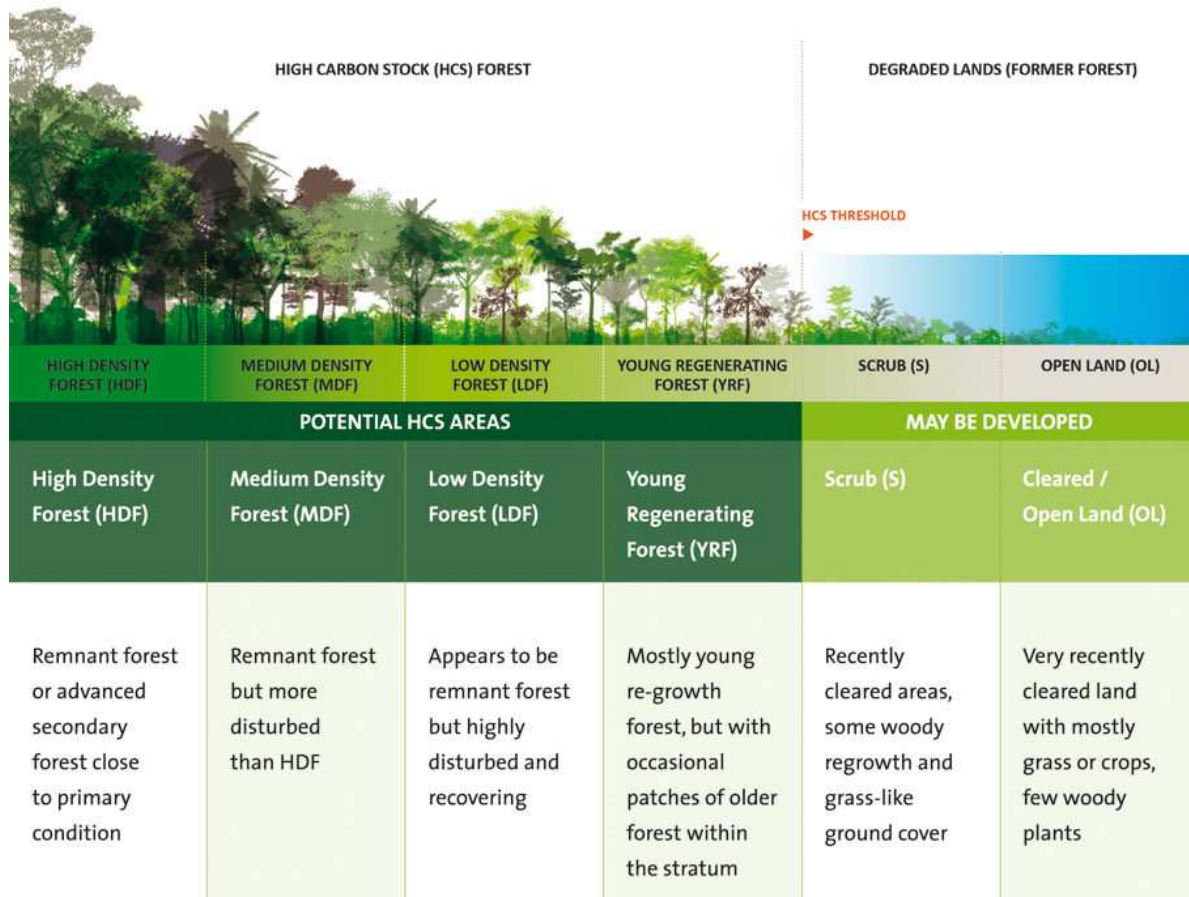 HIGH CARBON STOCK (HCS) FOREST
DEGRADED LANDS (FORMER FOREST)
HCS THRESHOLD
HIGH DENSITY
FOREST (HDF)
MEDIUM DENSITY
FOREST (MDF)
LOW DENSITY
FOREST (LDF)
YOUNG REGENERATING
FOREST (YRF)
SCRUB (S)
OPEN LAND (OL)
POTENTIAL HCS AREAS
MAY BE DEVELOPED
High Density
Forest (HDF)
Medium Density
Forest (MDF)
Low Density
Forest (LDF)
Young
Regenerating
Forest (YRF)
Scrub (S)
Cleared /
Open Land (OL)
Remnant forest
or advanced
secondary
forest close
to primary
condition
Remnant forest
but more
disturbed
than HDF
Appears to be
remnant forest
but highly
disturbed and
recovering
Mostly young
re-growth
forest, but with
occasional
patches of older
forest within
the stratum
Recently
cleared areas,
some woody
regrowth and
grass-like
ground cover
Very recently
cleared land
with mostly
grass or crops,
few woody
plants